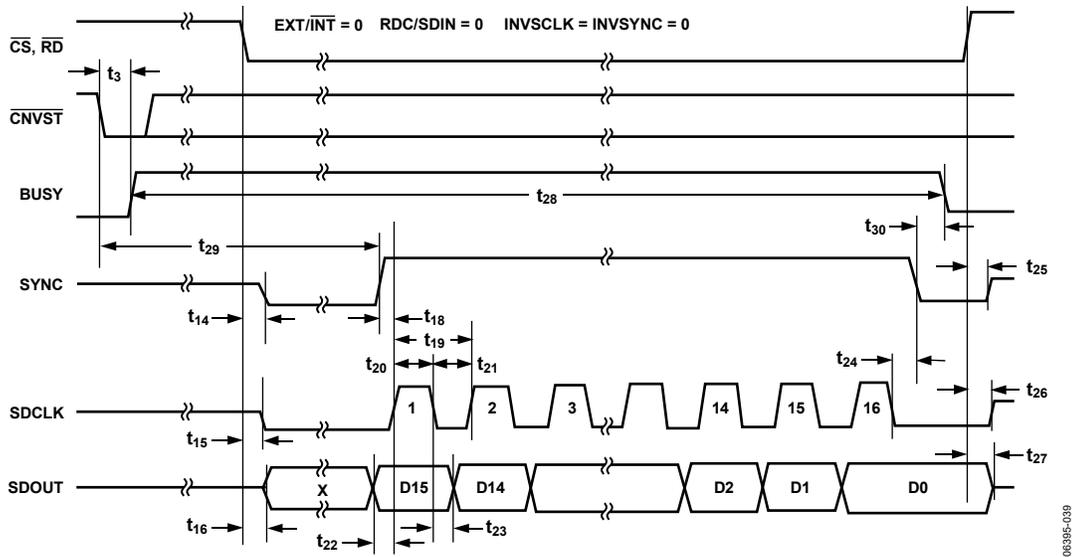 EXT/INT = 0 RDC/SDIN = 0 INVSCLK = INVSYNC = 0
CS, RD
t3
CNVST
BUSY
t28
t30
t29
t25
SYNC
t14
t18
t19
t20
t21
t24
t26
SDCLK
1 2 3 14 15 16
t15
t27
SDOUT
X D15 D14 D2 D1 D0
t16
t23
t22
06395-039